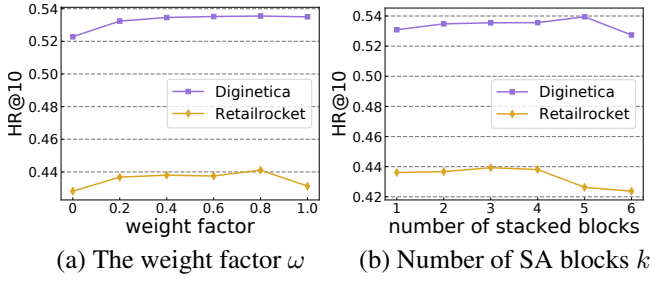 0.54
0.52
0.50
0.48
0.46
0.44
HR@10
Diginetica
Retailrocket
0 0.2 0.4 0.6 0.8 1.0
weight factor
(a) The weight factor ω
0.54
0.52
0.50
0.48
0.46
0.44
0.42
HR@10
Diginetica
Retailrocket
1 2 3 4 5 6
number of stacked blocks
(b) Number of SA blocks k